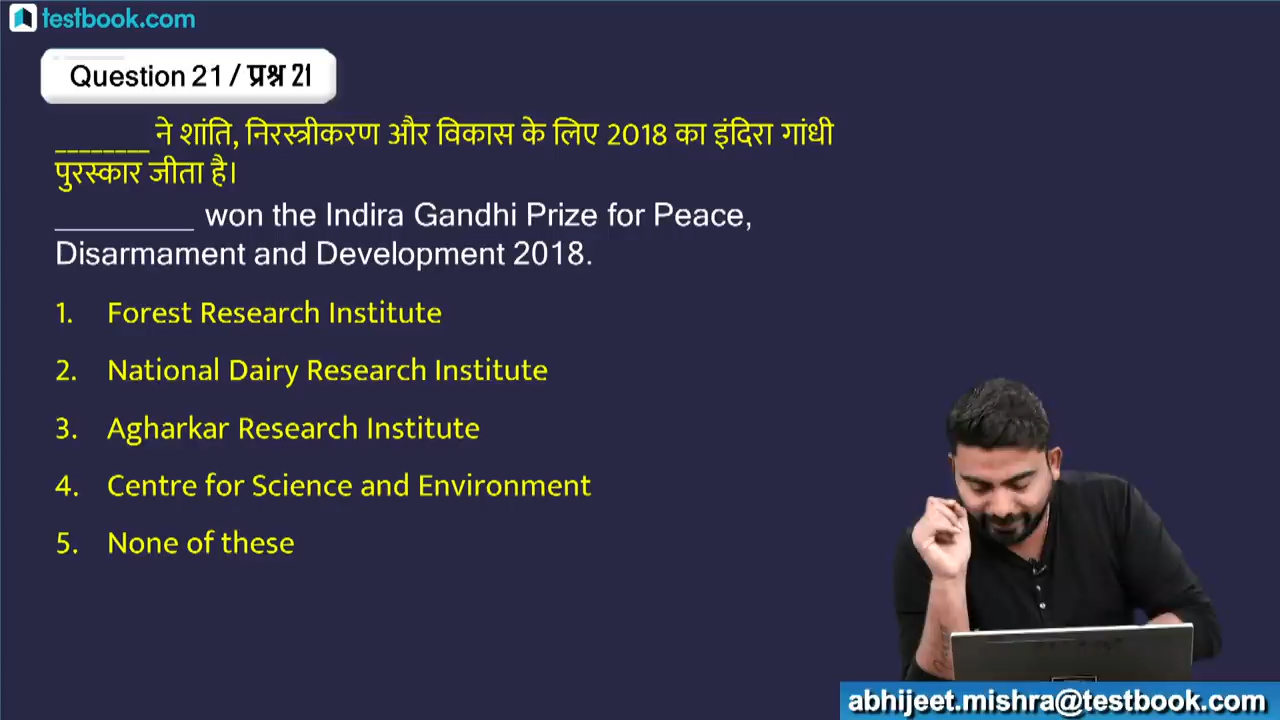 testbook.com
Question 21 / प्रश्न 21
________ ने शांति, निरस्त्रीकरण और विकास के लिए 2018 का इंदिरा गांधी
पुरस्कार जीता है।
________ won the Indira Gandhi Prize for Peace,
Disarmament and Development 2018.
1. Forest Research Institute
2. National Dairy Research Institute
3. Agharkar Research Institute
4. Centre for Science and Environment
5. None of these
abhijeet.mishra@testbook.com